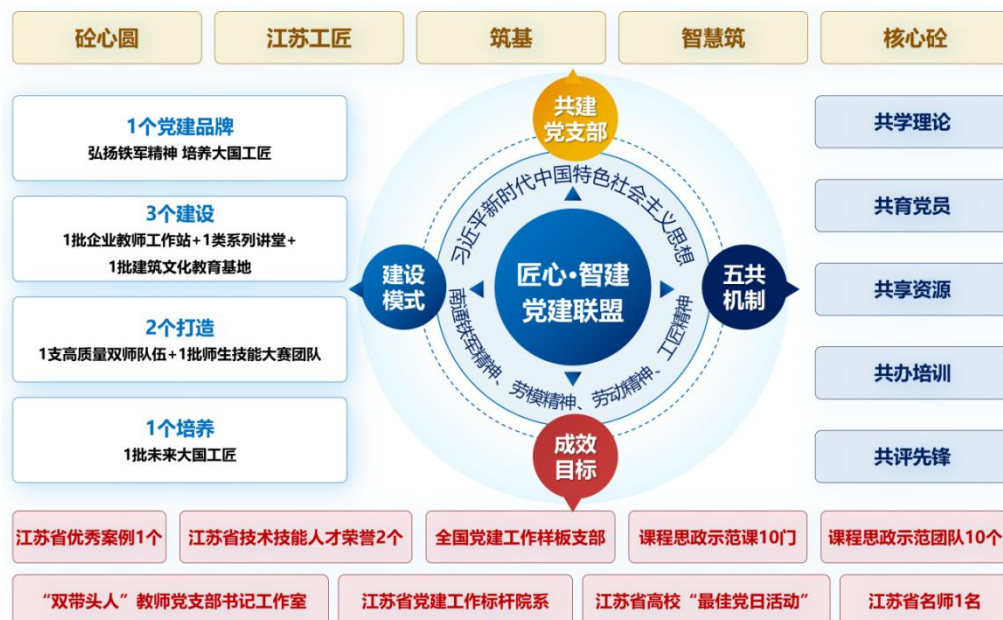 砼心圆
江苏工匠
筑基
智慧筑
核心砼
1个党建品牌
弘扬铁军精神 培养大国工匠
3个建设
1批企业教师工作站+1类系列讲堂+
1批建筑文化教育基地
2个打造
1支高质量双师队伍+1批师生技能大赛团队
1个培养
1批未来大国工匠
共建
党支部
习近平新时代中国特色社会主义思想
建设
模式
匠心·智建
党建联盟
五共
机制
南通铁军精神、劳模精神、劳动精神、工匠精神
成效
目标
共学理论
共育党员
共享资源
共办培训
共评先锋
江苏省优秀案例1个
江苏省技术技能人才荣誉2个
全国党建工作样板支部
课程思政示范课10门
课程思政示范团队10个
“双带头人”教师党支部书记工作室
江苏省党建工作标杆院系
江苏省高校“最佳党日活动”
江苏省名师1名